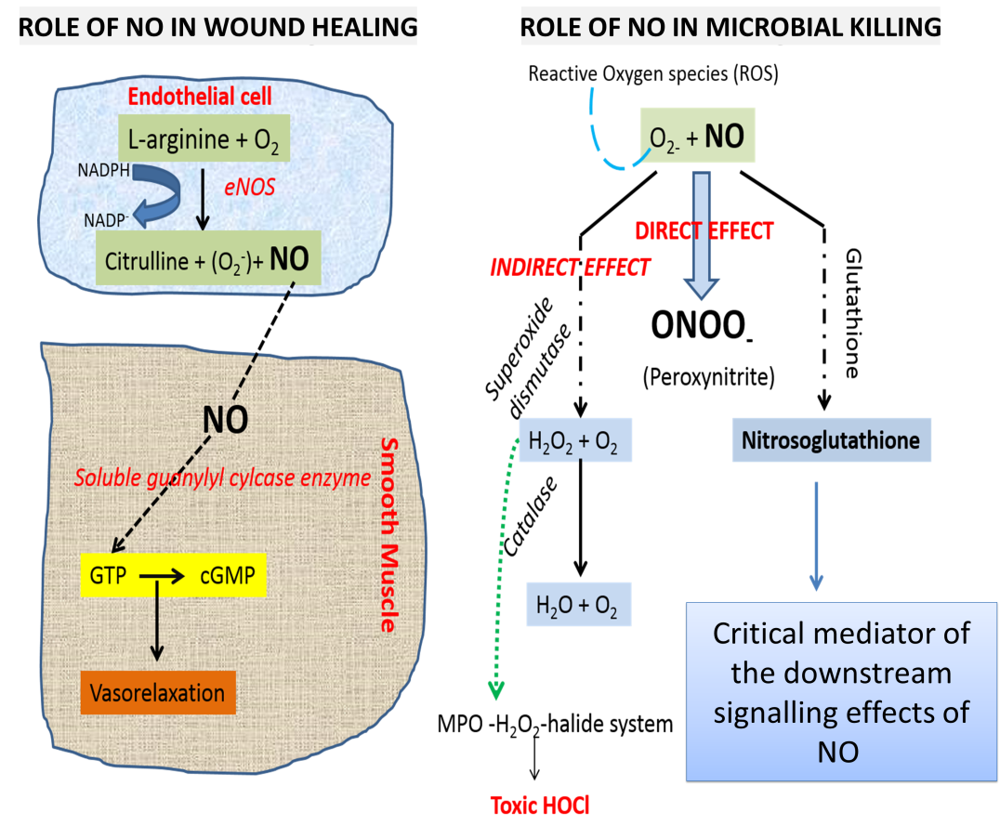 ROLE OF NO IN WOUND HEALING
Endothelial cell
L-arginine + O₂
NADPH
eNOS
NADP⁻
Citrulline + (O₂⁻)+ NO
NO
Soluble guanylyl cylcase enzyme
GTP
cGMP
Vasorelaxation
Smooth Muscle
ROLE OF NO IN MICROBIAL KILLING
Reactive Oxygen species (ROS)
O₂₋ + NO
DIRECT EFFECT
INDIRECT EFFECT
Superoxide
dismutase
ONOO₋
(Peroxynitrite)
Glutathione
H₂O₂ + O₂
Nitrosoglutathione
Catalase
H₂O + O₂
Critical mediator of
the downstream
signalling effects of
NO
MPO -H₂O₂-halide system
Toxic HOCl